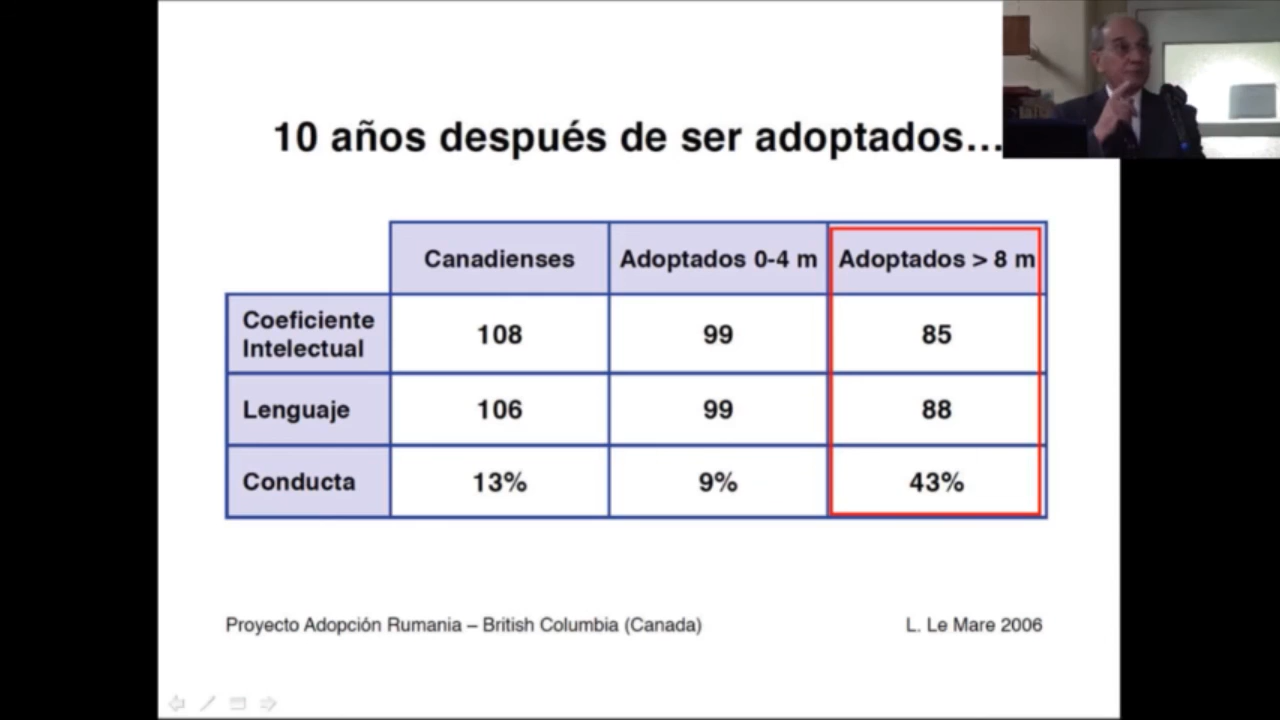 10 años después de ser adoptados...
Canadienses Adoptados 0-4 m Adoptados > 8 m
Coeficiente
Intelectual 108 99 85
Lenguaje 106 99 88
Conducta 13% 9% 43%
Proyecto Adopción Rumania – British Columbia (Canada) L. Le Mare 2006